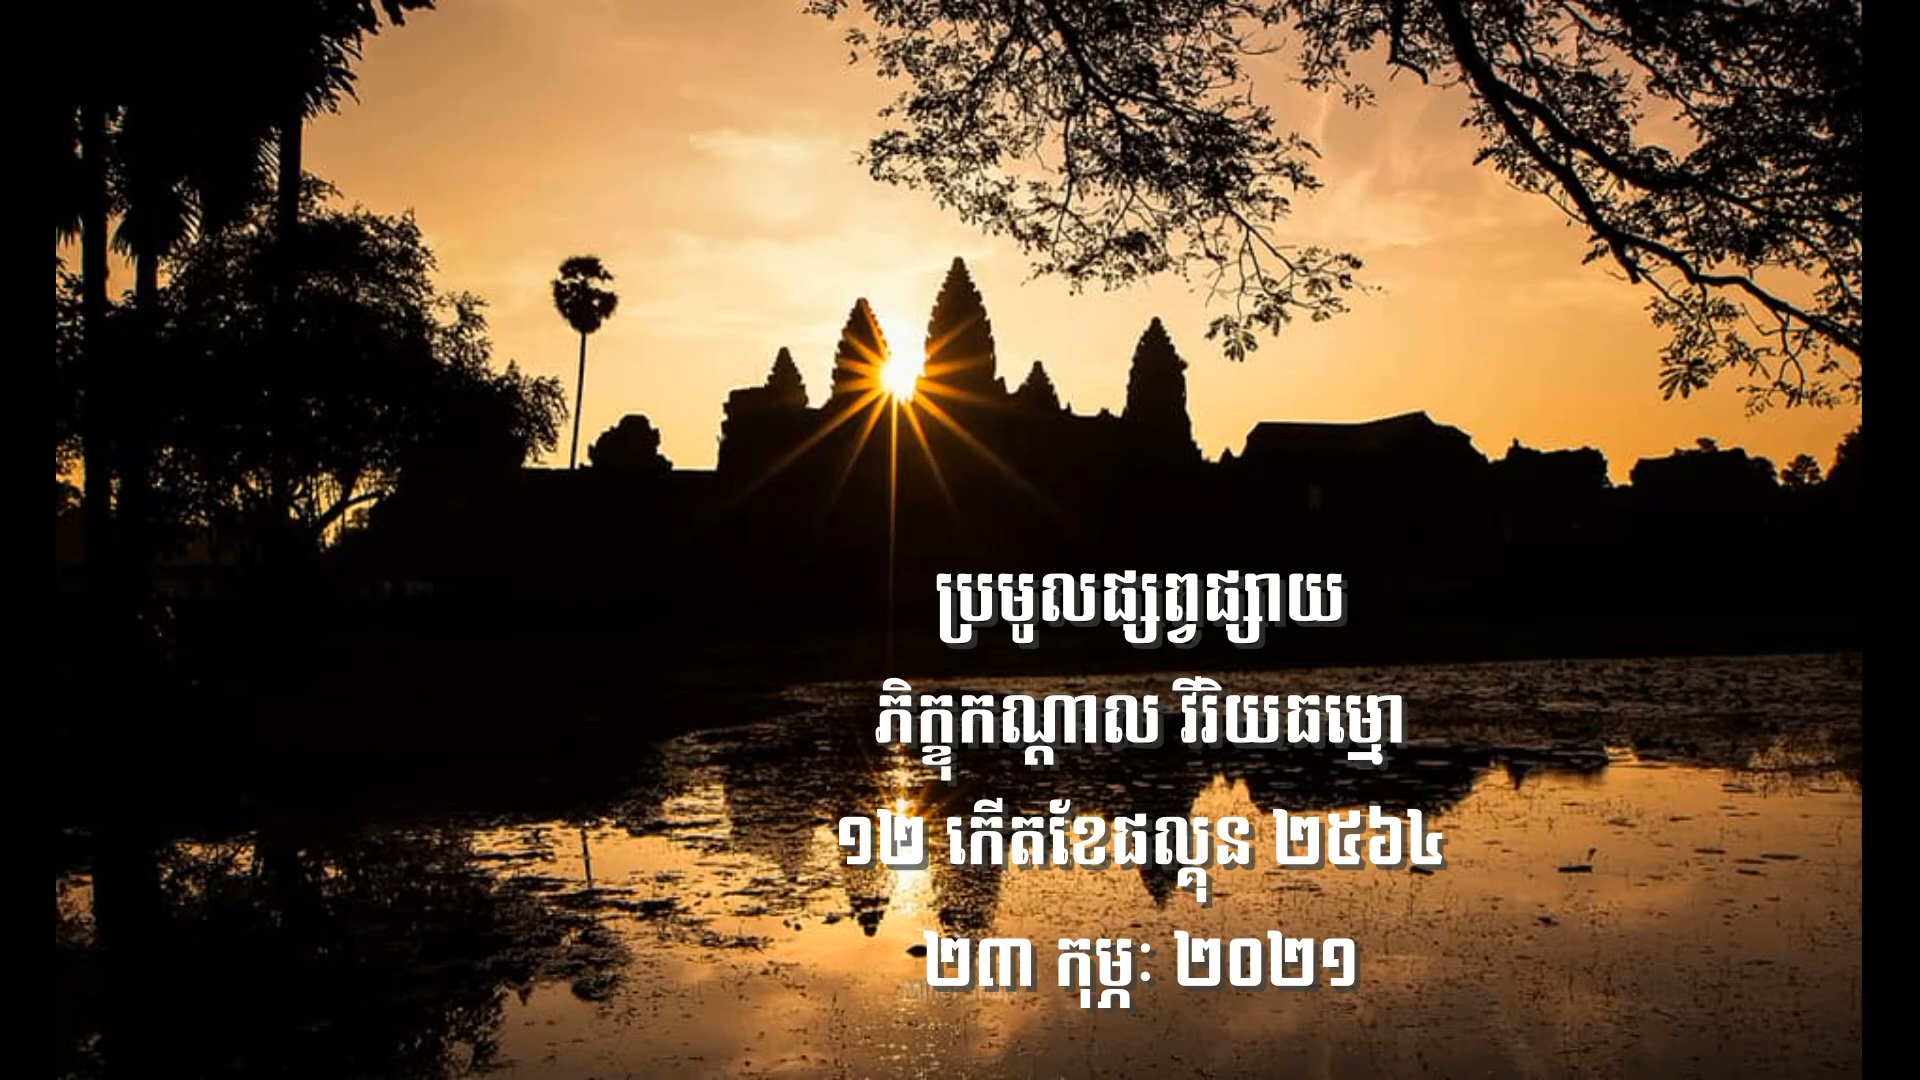 ប្រមូលផ្សព្វផ្សាយ
ភិក្ខុកណ្ដាល វីរិយធម្មោ
១២ កើតខែផល្គុន ២៥៦៤
២៣ កុម្ភៈ ២០២១